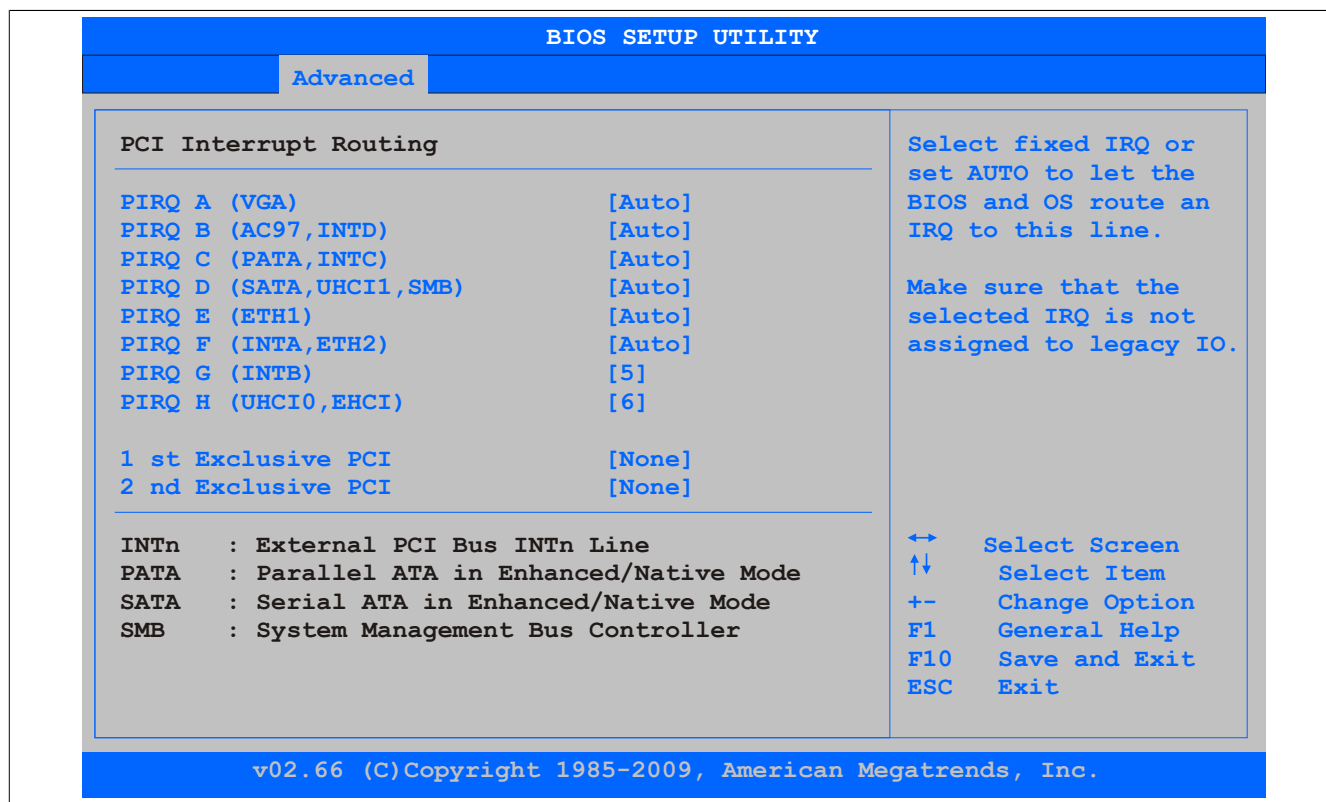 BIOS SETUP UTILITY
Advanced
PCI Interrupt Routing
PIRQ A (VGA) [Auto]
PIRQ B (AC97,INTD) [Auto]
PIRQ C (PATA,INTC) [Auto]
PIRQ D (SATA,UHCI1,SMB) [Auto]
PIRQ E (ETH1) [Auto]
PIRQ F (INTA,ETH2) [Auto]
PIRQ G (INTB) [5]
PIRQ H (UHCI0,EHCI) [6]
1 st Exclusive PCI [None]
2 nd Exclusive PCI [None]
INTn : External PCI Bus INTn Line
PATA : Parallel ATA in Enhanced/Native Mode
SATA : Serial ATA in Enhanced/Native Mode
SMB : System Management Bus Controller
Select fixed IRQ or
set AUTO to let the
BIOS and OS route an
IRQ to this line.
Make sure that the
selected IRQ is not
assigned to legacy IO.
↔ Select Screen
↑↓ Select Item
+- Change Option
F1 General Help
F10 Save and Exit
ESC Exit
v02.66 (C)Copyright 1985-2009, American Megatrends, Inc.